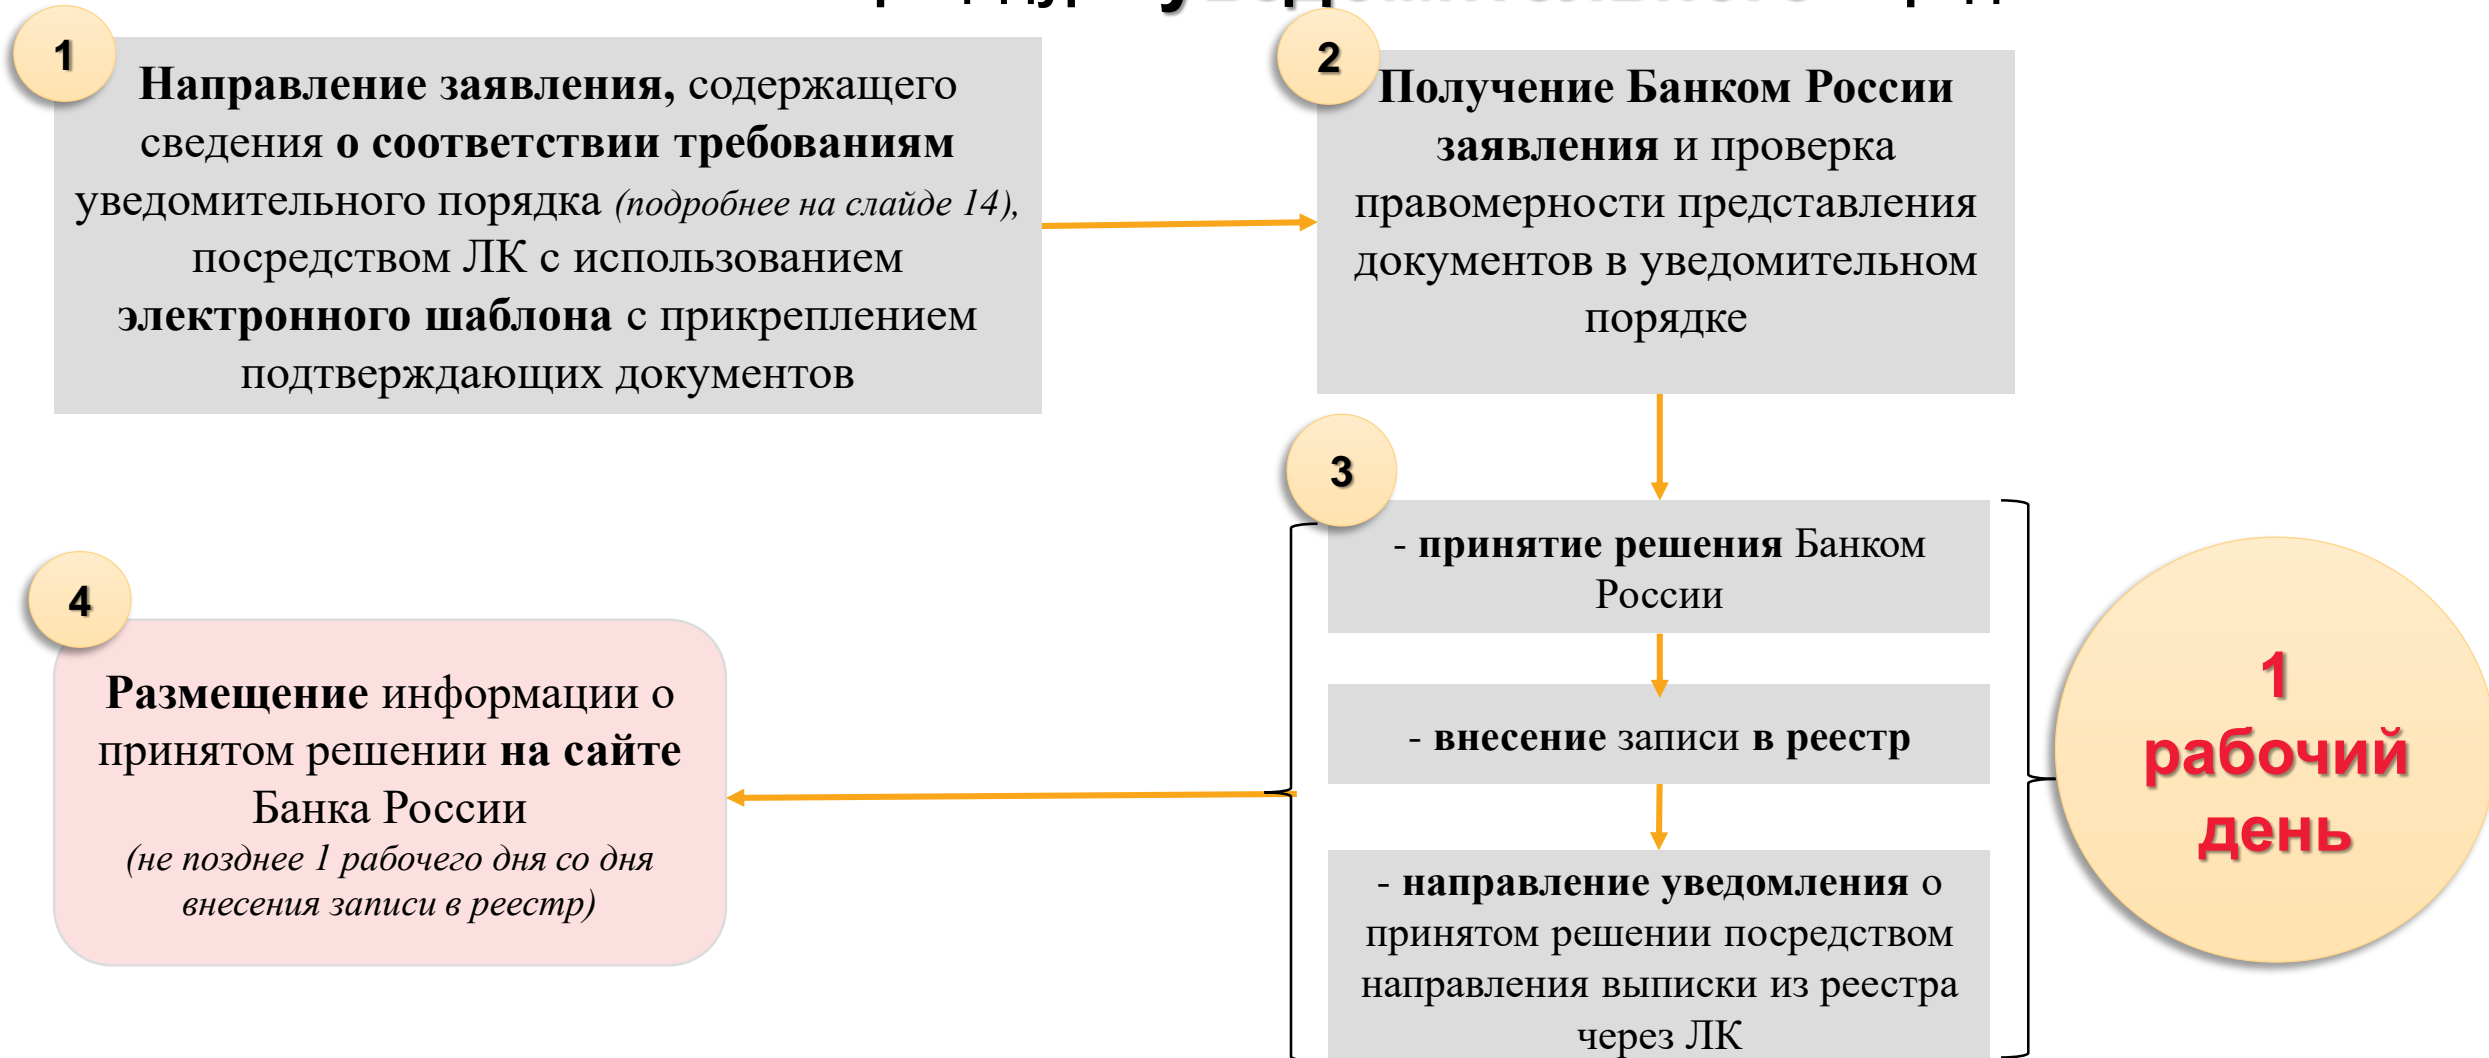 1
Направление заявления, содержащего
сведения о соответствии требованиям
уведомительного порядка (подробнее на слайде 14),
посредством ЛК с использованием
электронного шаблона с прикреплением
подтверждающих документов
2
Получение Банком России
заявления и проверка
правомерности представления
документов в уведомительном
порядке
3
- принятие решения Банком
России
- внесение записи в реестр
- направление уведомления о
принятом решении посредством
направления выписки из реестра
через ЛК
1
рабочий
день
4
Размещение информации о
принятом решении на сайте
Банка России
(не позднее 1 рабочего дня со дня
внесения записи в реестр)